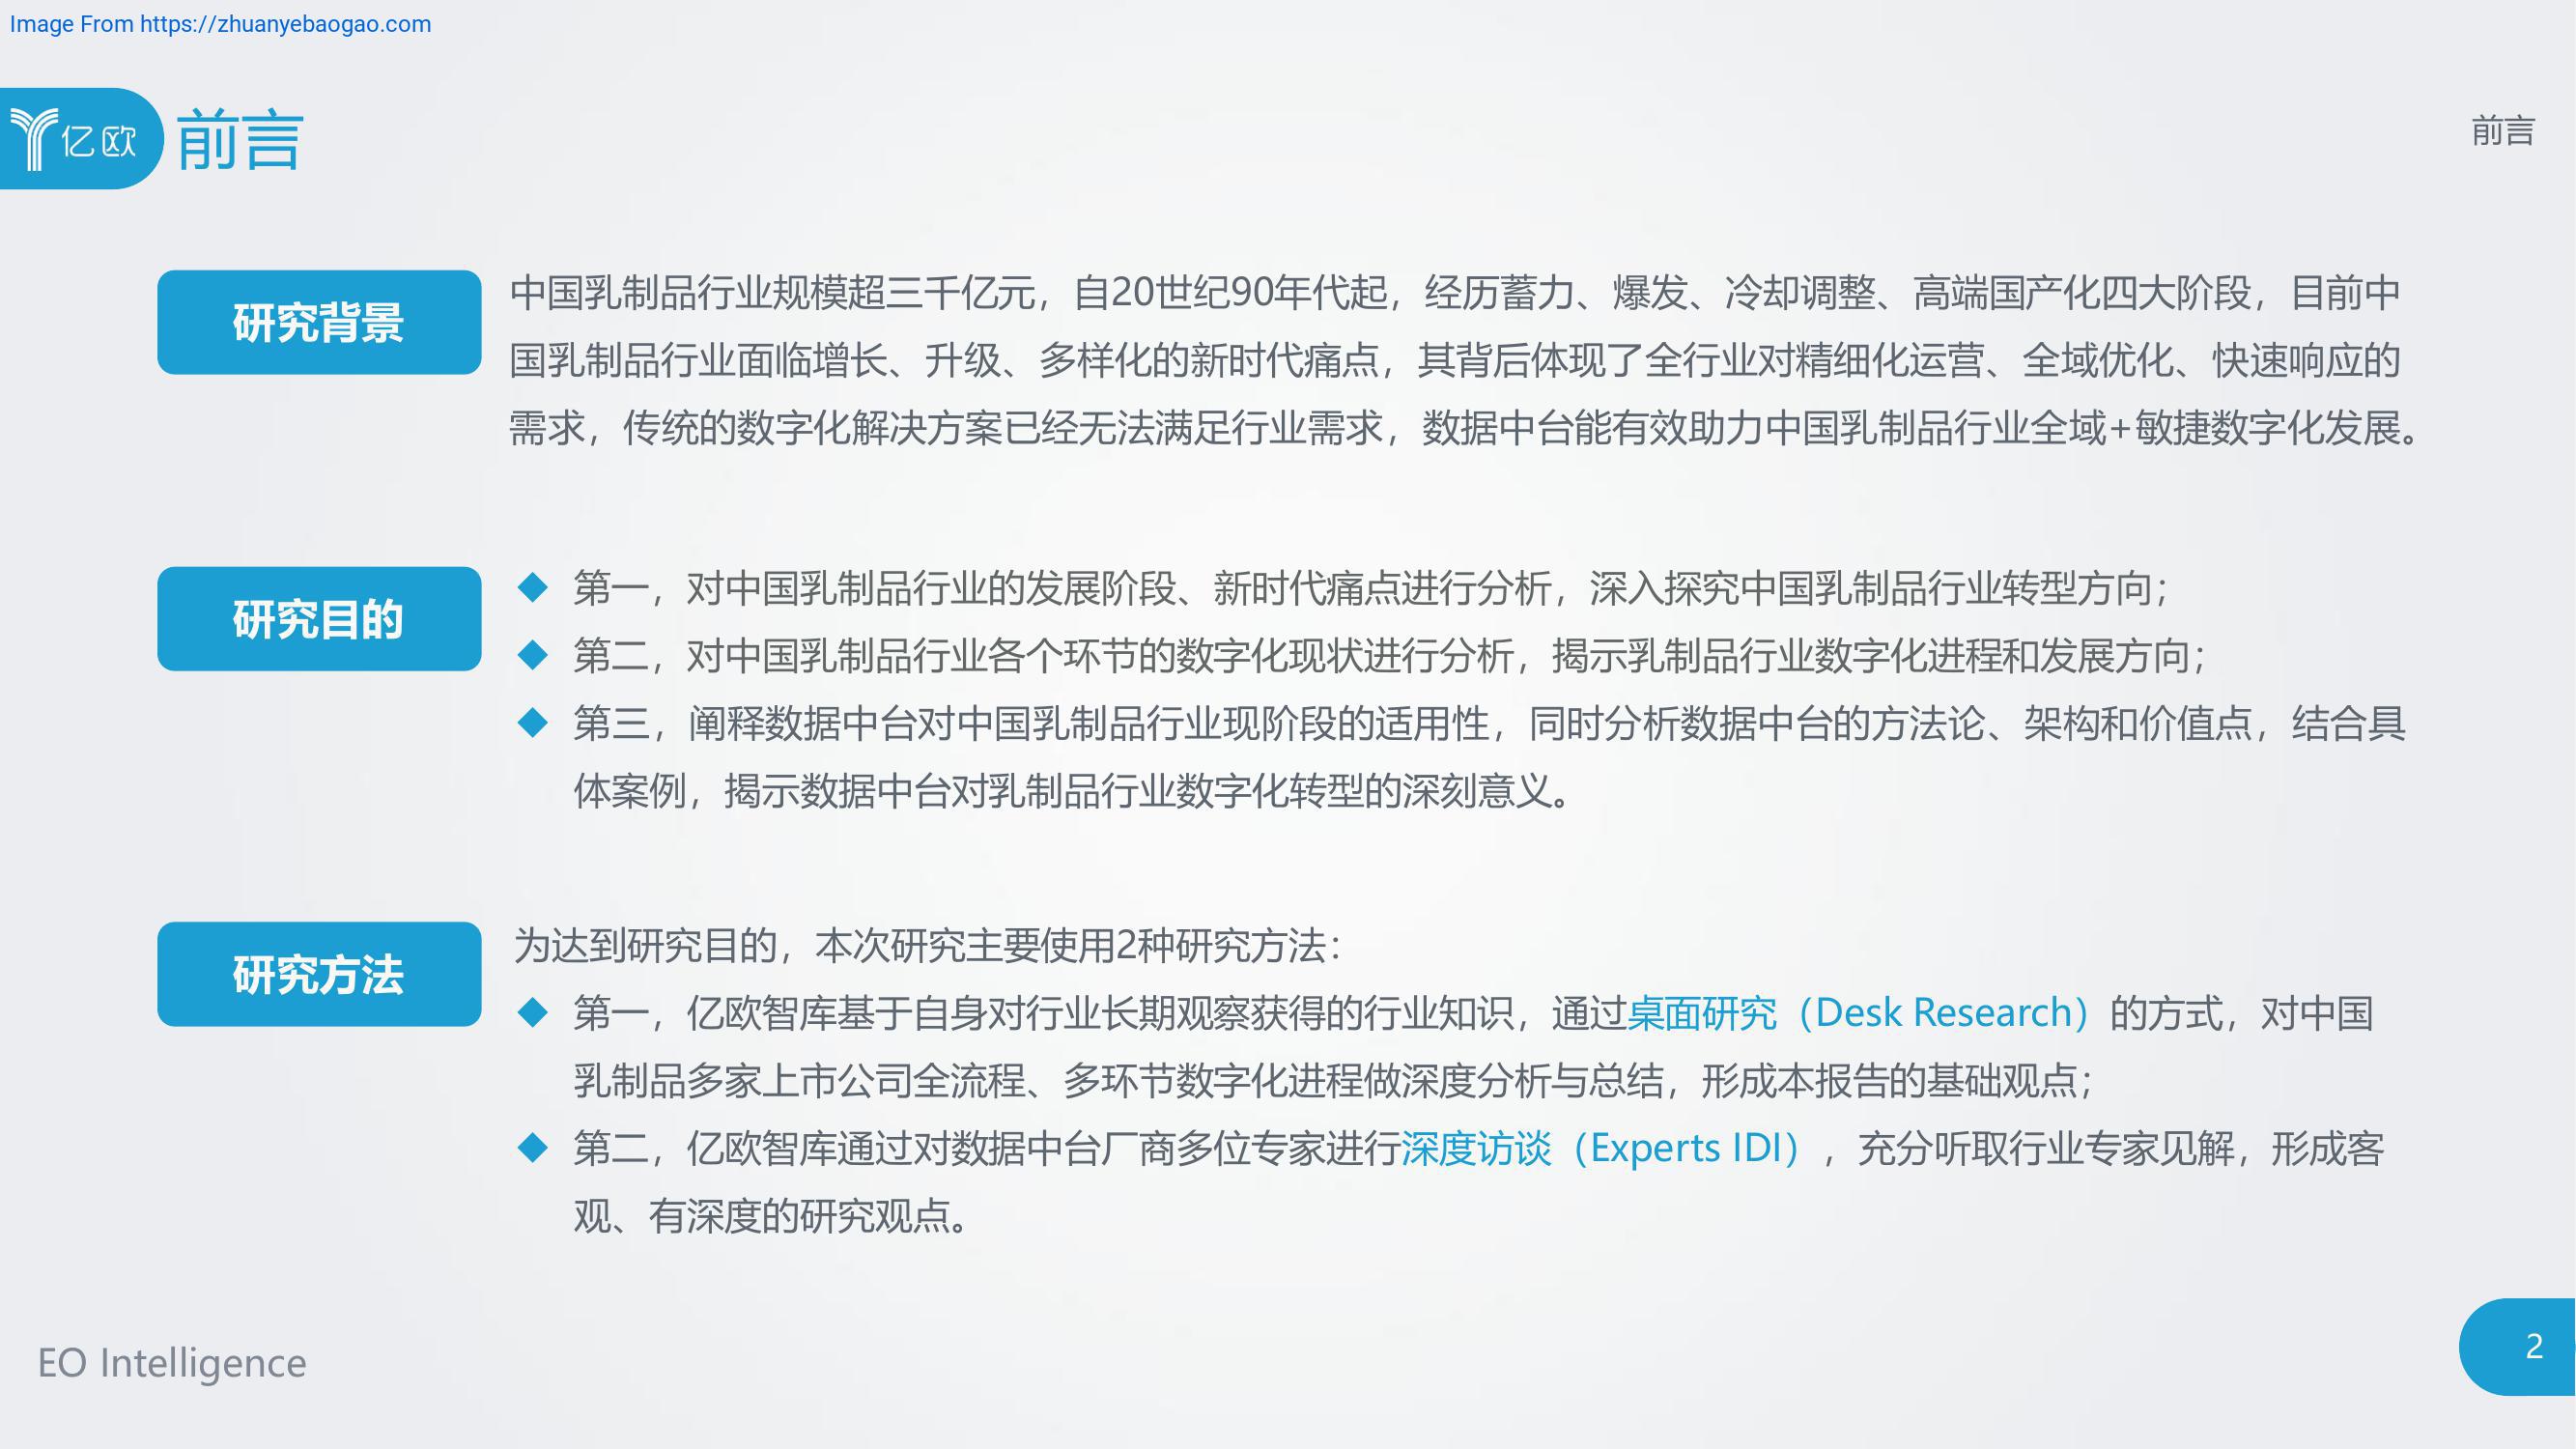 Image From https://zhuanyebaogao.com
亿欧
前言
前言
研究背景
中国乳制品行业规模超三千亿元，自20世纪90年代起，经历蓄力、爆发、冷却调整、高端国产化四大阶段，目前中
国乳制品行业面临增长、升级、多样化的新时代痛点，其背后体现了全行业对精细化运营、全域优化、快速响应的
需求，传统的数字化解决方案已经无法满足行业需求，数据中台能有效助力中国乳制品行业全域+敏捷数字化发展。
研究目的
◆ 第一，对中国乳制品行业的发展阶段、新时代痛点进行分析，深入探究中国乳制品行业转型方向；
◆ 第二，对中国乳制品行业各个环节的数字化现状进行分析，揭示乳制品行业数字化进程和发展方向；
◆ 第三，阐释数据中台对中国乳制品行业现阶段的适用性，同时分析数据中台的方法论、架构和价值点，结合具
体案例，揭示数据中台对乳制品行业数字化转型的深刻意义。
研究方法
为达到研究目的，本次研究主要使用2种研究方法：
◆ 第一，亿欧智库基于自身对行业长期观察获得的行业知识，通过桌面研究（Desk Research）的方式，对中国
乳制品多家上市公司全流程、多环节数字化进程做深度分析与总结，形成本报告的基础观点；
◆ 第二，亿欧智库通过对数据中台厂商多位专家进行深度访谈（Experts IDI），充分听取行业专家见解，形成客
观、有深度的研究观点。
EO Intelligence
2